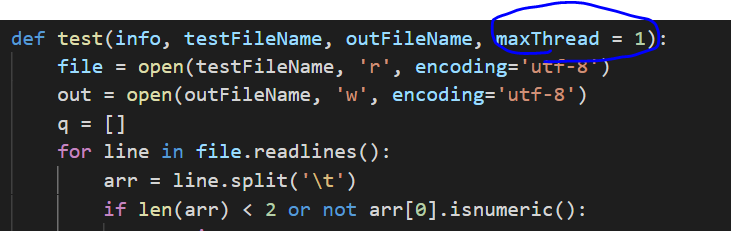 def test(info, testFileName, outFileName, maxThread = 1):
    file = open(testFileName, 'r', encoding='utf-8')
    out = open(outFileName, 'w', encoding='utf-8')
    q = []
    for line in file.readlines():
        arr = line.split('\t')
        if len(arr) < 2 or not arr[0].isnumeric():